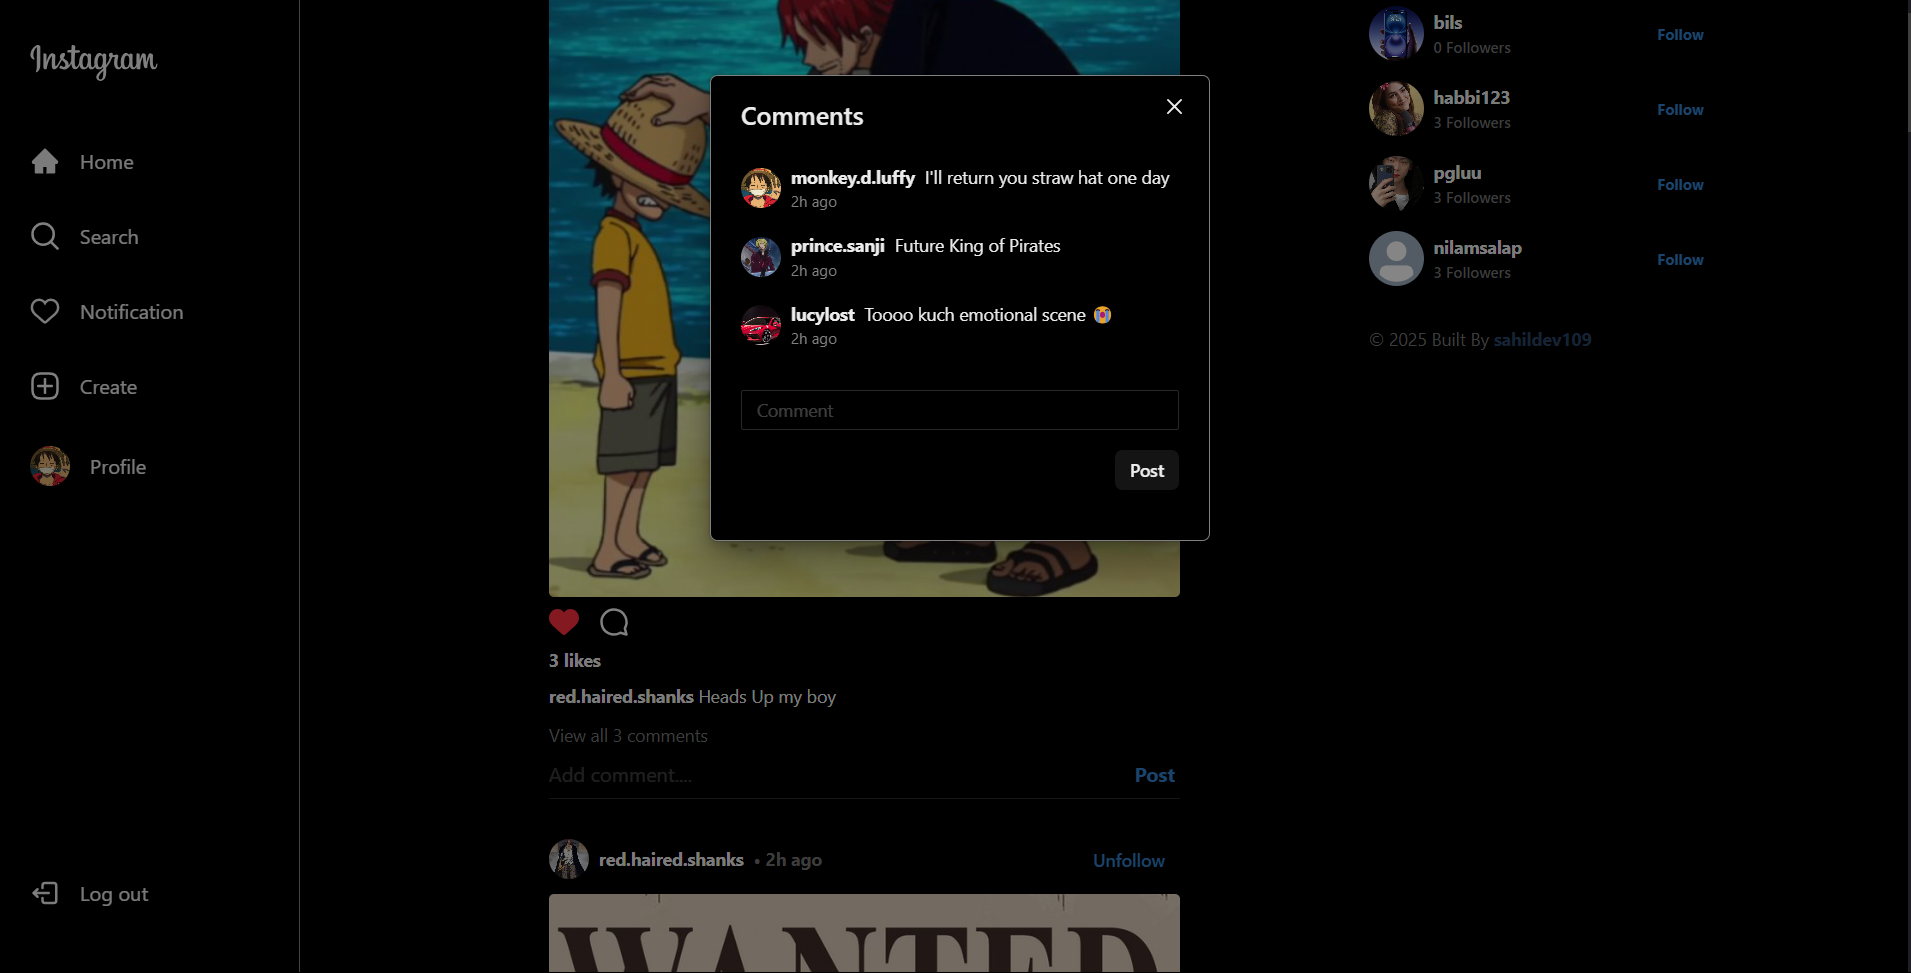 Instagram
Home
Search
Notification
Create
Profile
Log out
Comments
monkey.d.luffy I'll return you straw hat one day
2h ago
prince.sanji Future King of Pirates
2h ago
lucylost Toooo kuch emotional scene 😭
2h ago
Comment
Post
3 likes
red.haired.shanks Heads Up my boy
View all 3 comments
Add comment....
Post
red.haired.shanks • 2h ago
Unfollow
WANTED
bils
0 Followers
Follow
habbi123
3 Followers
Follow
pgluu
3 Followers
Follow
nilamsalap
3 Followers
Follow
© 2025 Built By sahildev109